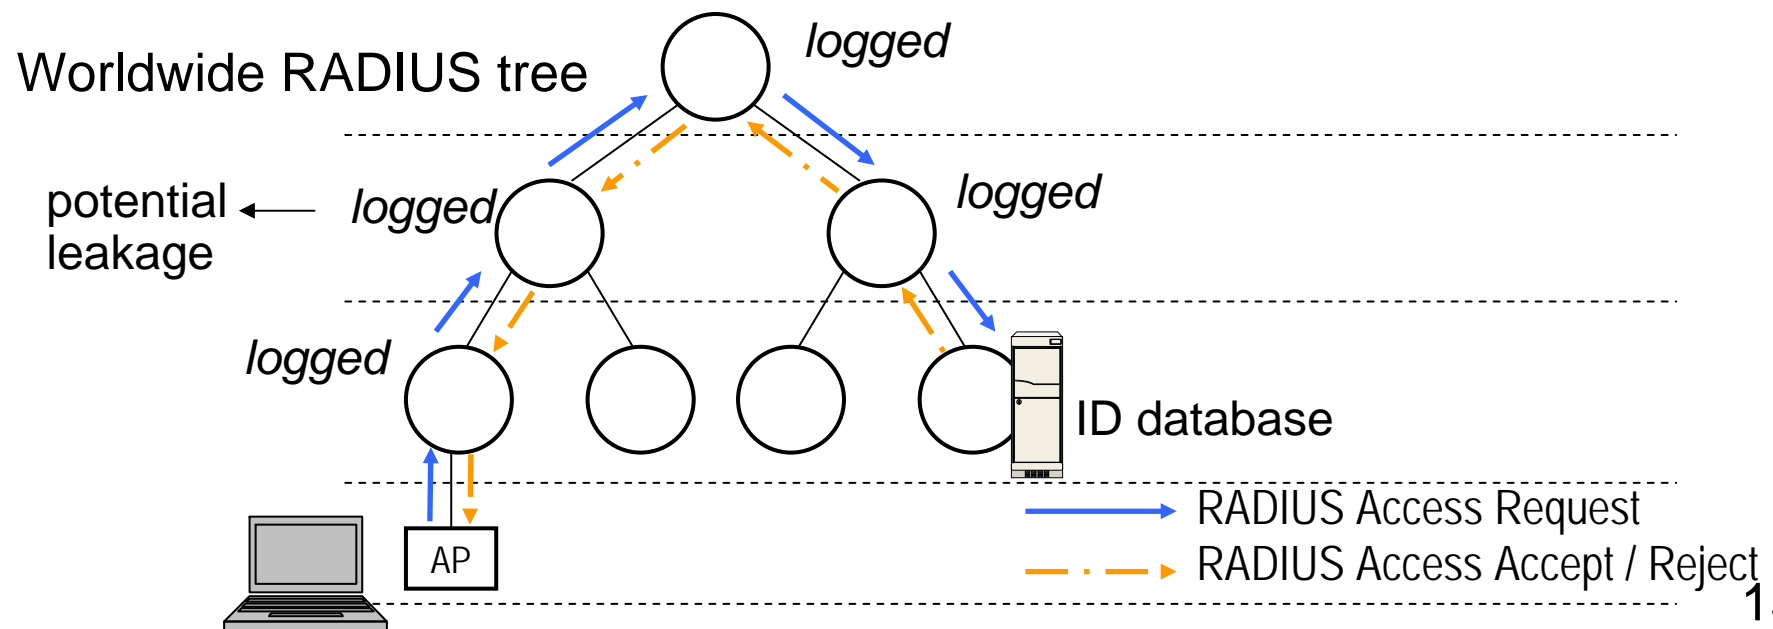 logged
Worldwide RADIUS tree
potential
leakage
logged
logged
logged
ID database
RADIUS Access Request
AP
RADIUS Access Accept / Reject